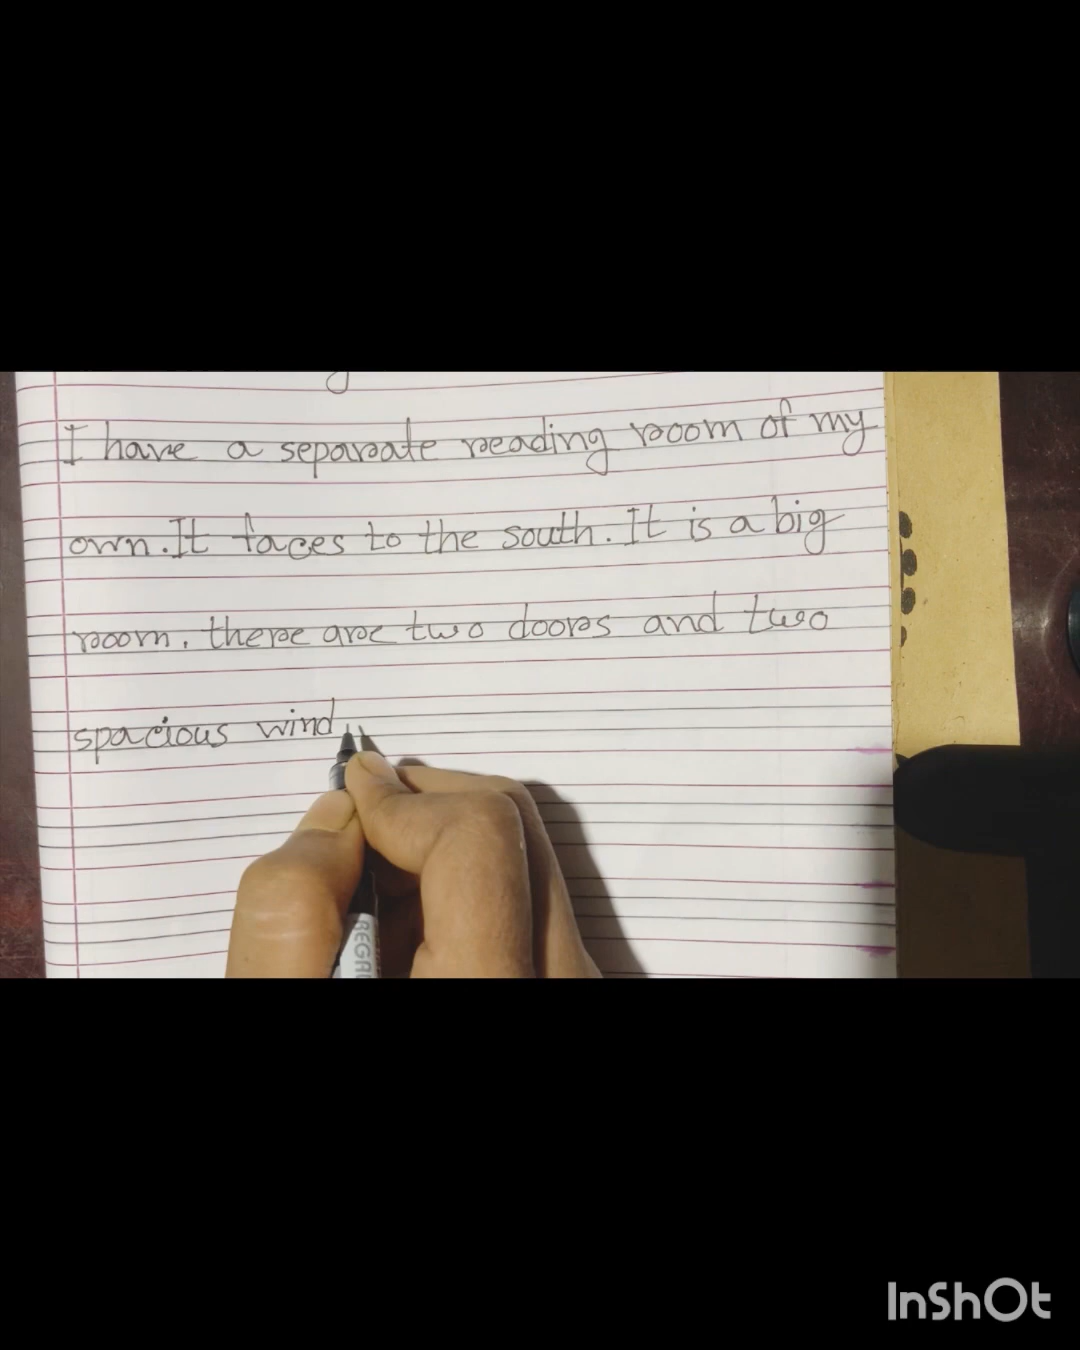 I have a separate reading room of my
own. It faces to the south. It is a big
room. there are two doors and two
spacious wind
REGAL
InShOt